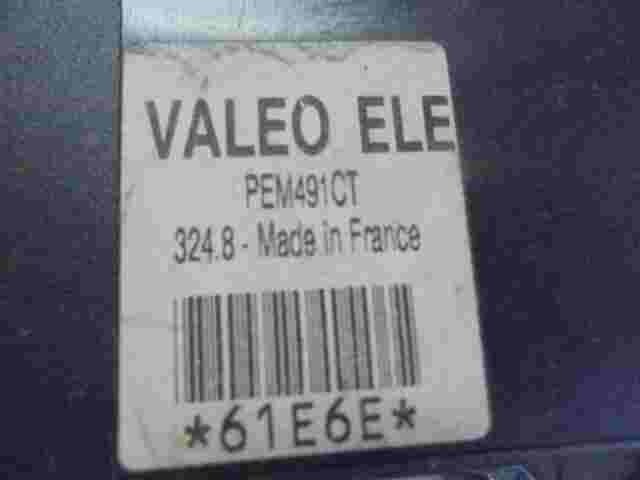 VALEO ELE
PEM491CT
324.8 - Made in France
*61E6E*